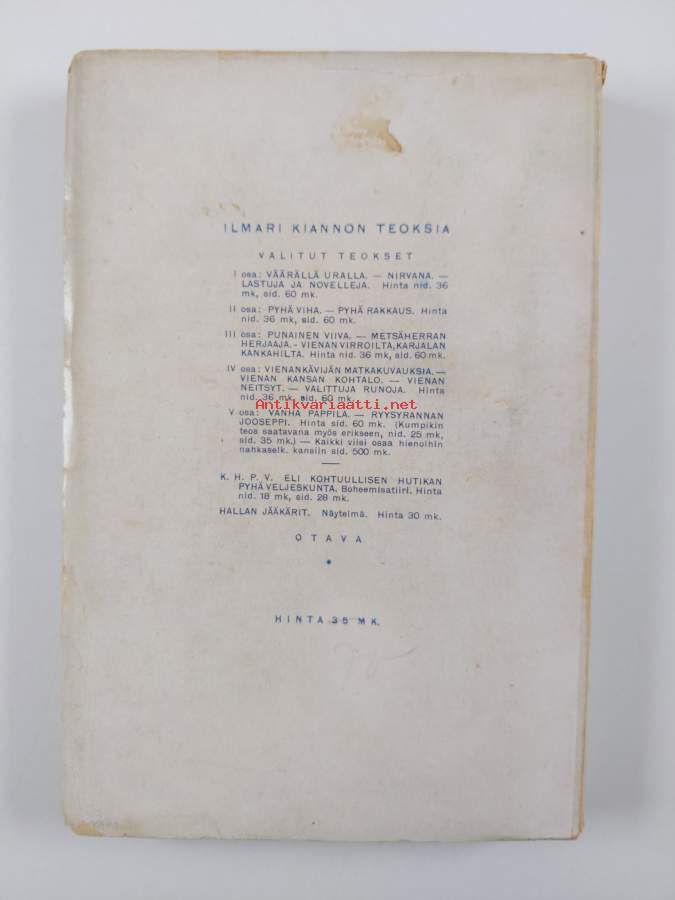 ILMARI KIANNON TEOKSIA
VALITUT TEOKSET
I osa: VÄÄRÄLLÄ URALLA. — NIRVANA. —
LASTUJA JA NOVELLEJA. Hinta nid. 36
mk, sid. 60 mk.
II osa: PYHÄ VIHA. — PYHÄ RAKKAUS. Hinta
nid. 36 mk, sid. 60 mk.
III osa: PUNAINEN VIIVA. — METSÄHERRAN
HERJAAJA. - VIENAN VIRROILTA, KARJALAN
KANKAHILTA. Hinta nid. 36 mk, sid. 60 mk.
IV osa: VIENANKÄVIJÄN MATKAKUVAUKSIA. —
VIENAN KANSAN KOHTALO. — VIENAN
NEITSYT. — VALITTUJA RUNOJA. Hinta
nid. 36 mk, sid. 60 mk.
Antikvariaatti.net
V osa: VANHA PAPPILA. — RYYSYRANNAN
JOOSEPPI. Hinta sid. 60 mk. (Kumpikin
teos saatavana myös erikseen, nid. 25 mk,
sid. 35 mk.) — Kaikki viisi osaa hienoihin
nahkaselk. kansiin sid. 500 mk.
K. H. P. V. ELI KOHTUULLISEN HUTIKAN
PYHÄ VELJESKUNTA. Boheemisatiiri. Hinta
nid. 18 mk, sid. 28 mk.
HALLAN JÄÄKÄRIT. Näytelmä. Hinta 30 mk.
OTAVA
HINTA 35 MK.